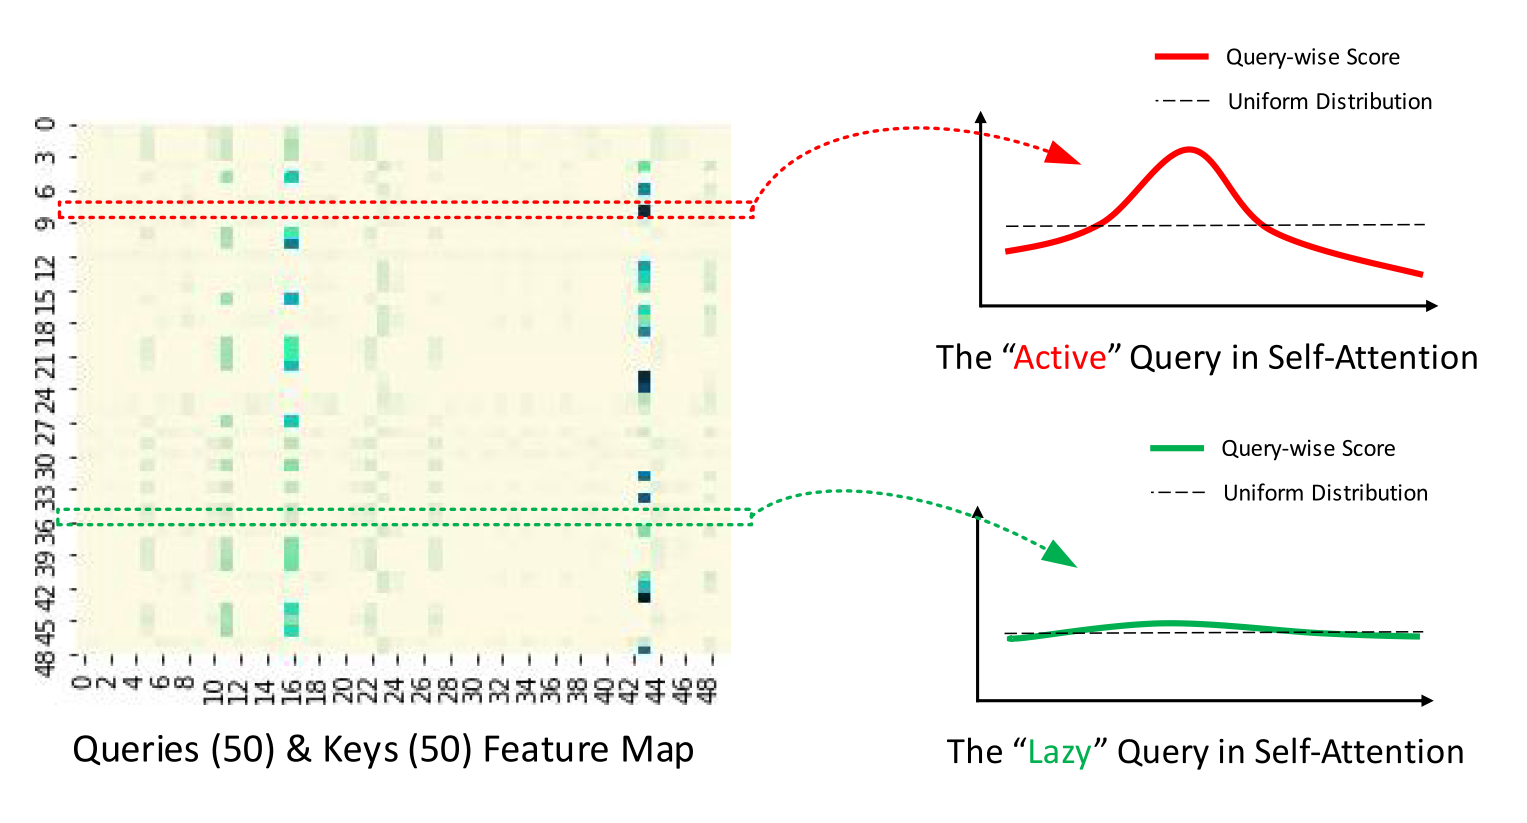 Query-wise Score
Uniform Distribution
0
3
6
9
12
15
18
21
24
27
30
33
36
39
42
45
48
0 2 4 6 8 10 12 14 16 18 20 22 24 26 28 30 32 34 36 38 40 42 44 46 48
Queries (50) & Keys (50) Feature Map
The “Active” Query in Self-Attention
Query-wise Score
Uniform Distribution
The “Lazy” Query in Self-Attention